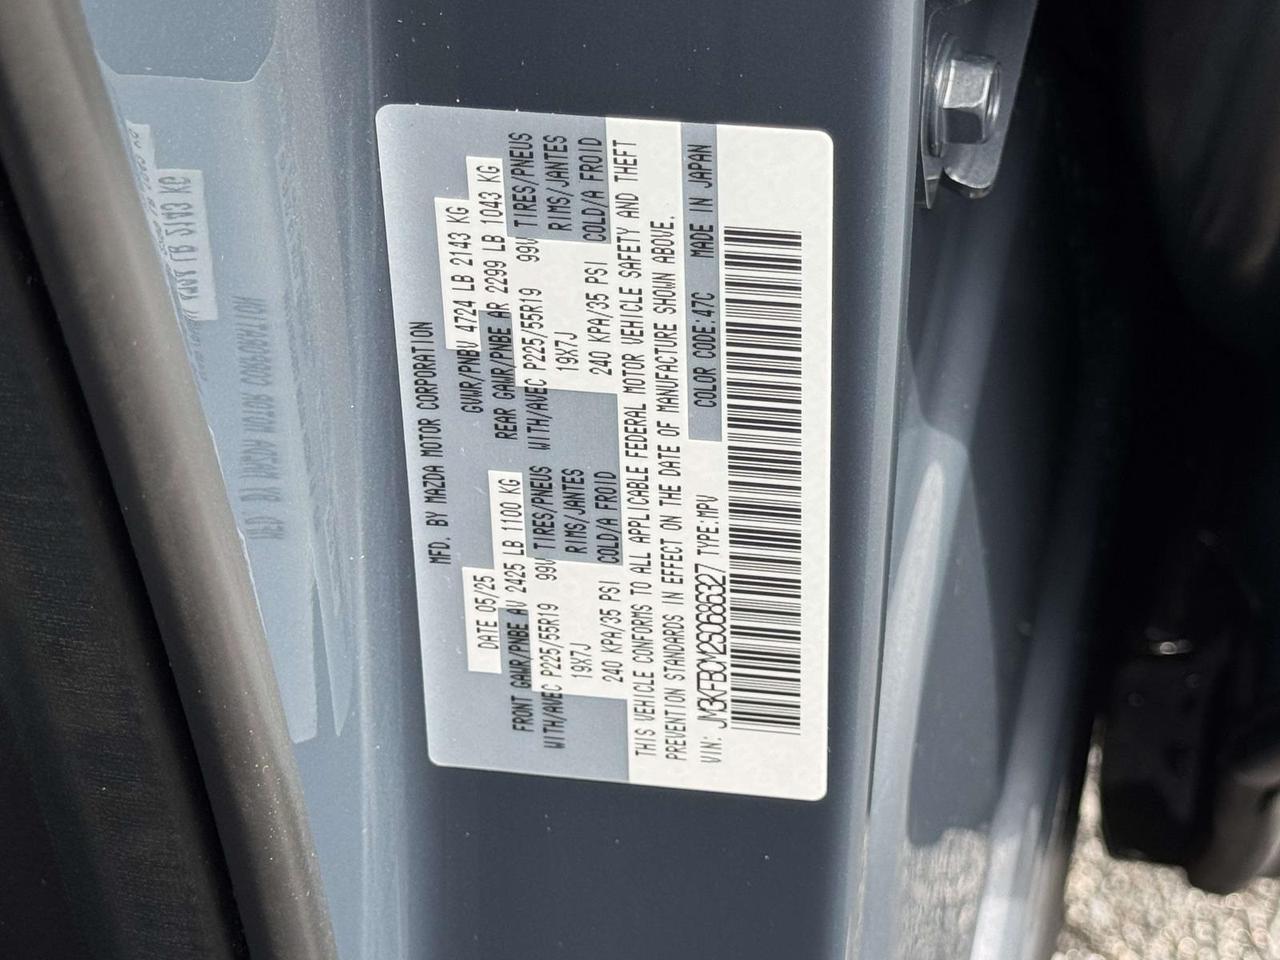 MFD. BY MAZDA MOTOR CORPORATION
DATE 05/25 GVWR/PNBV 4724 LB 2143 KG
FRONT GAWR/PNBE AV 2425 LB 1100 KG REAR GAWR/PNBE AR 2299 LB 1043 KG
WITH/AVEC P225/55R19 99V TIRES/PNEUS WITH/AVEC P225/55R19 99V TIRES/PNEUS
19X7J RIMS/JANTES 19X7J RIMS/JANTES
240 KPA/35 PSI COLD/A FROID 240 KPA/35 PSI COLD/A FROID
THIS VEHICLE CONFORMS TO ALL APPLICABLE FEDERAL MOTOR VEHICLE SAFETY AND THEFT
PREVENTION STANDARDS IN EFFECT ON THE DATE OF MANUFACTURE SHOWN ABOVE.
VIN: JM3KFBCM2S0686327 TYPE:MPV COLOR CODE:47C MADE IN JAPAN